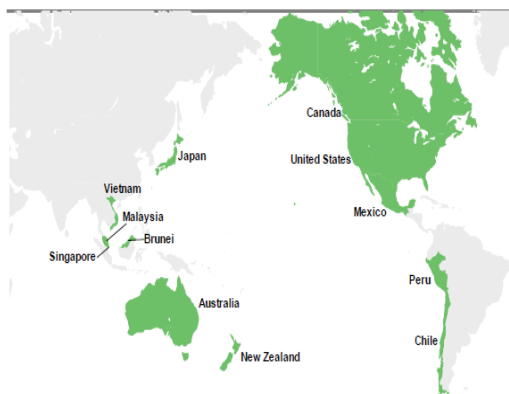 Canada
Japan
United States
Vietnam
Malaysia
Mexico
Brunei
Singapore
Peru
Australia
Chile
New Zealand